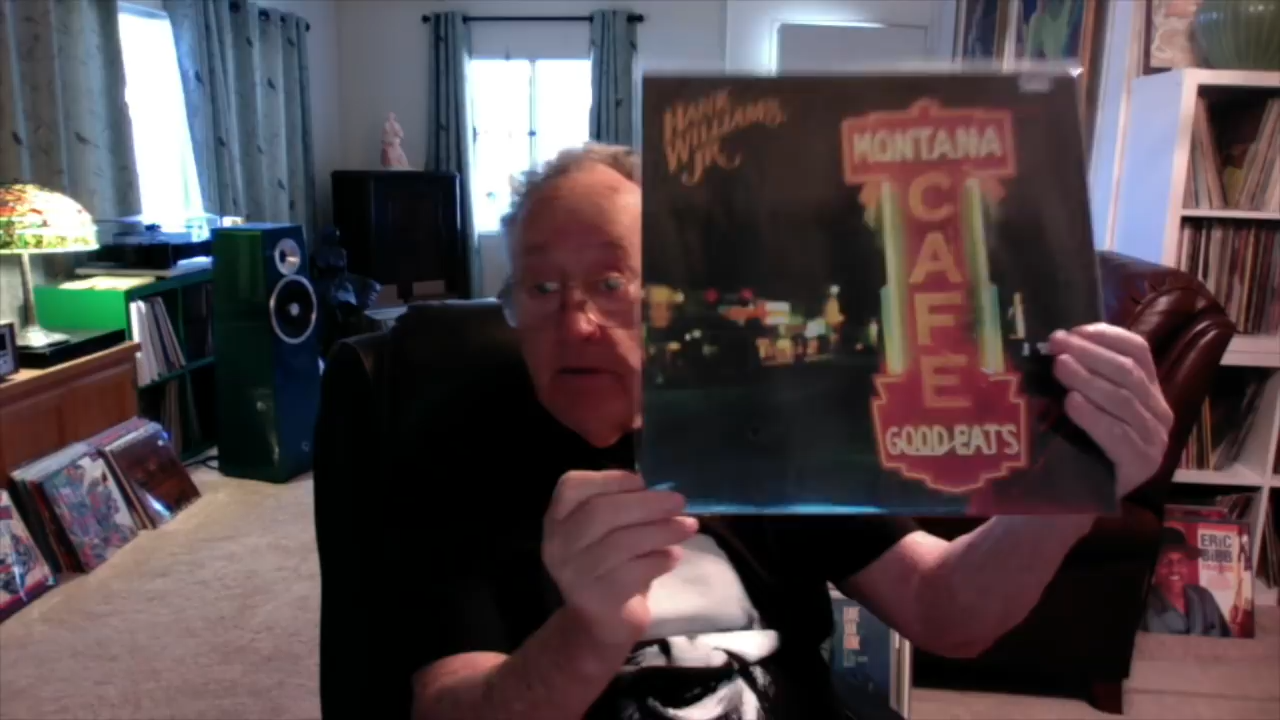 HANK
WILLIAMS,
JR.
MONTANA
CAFE
GOOD EATS
ERIC
BIBB